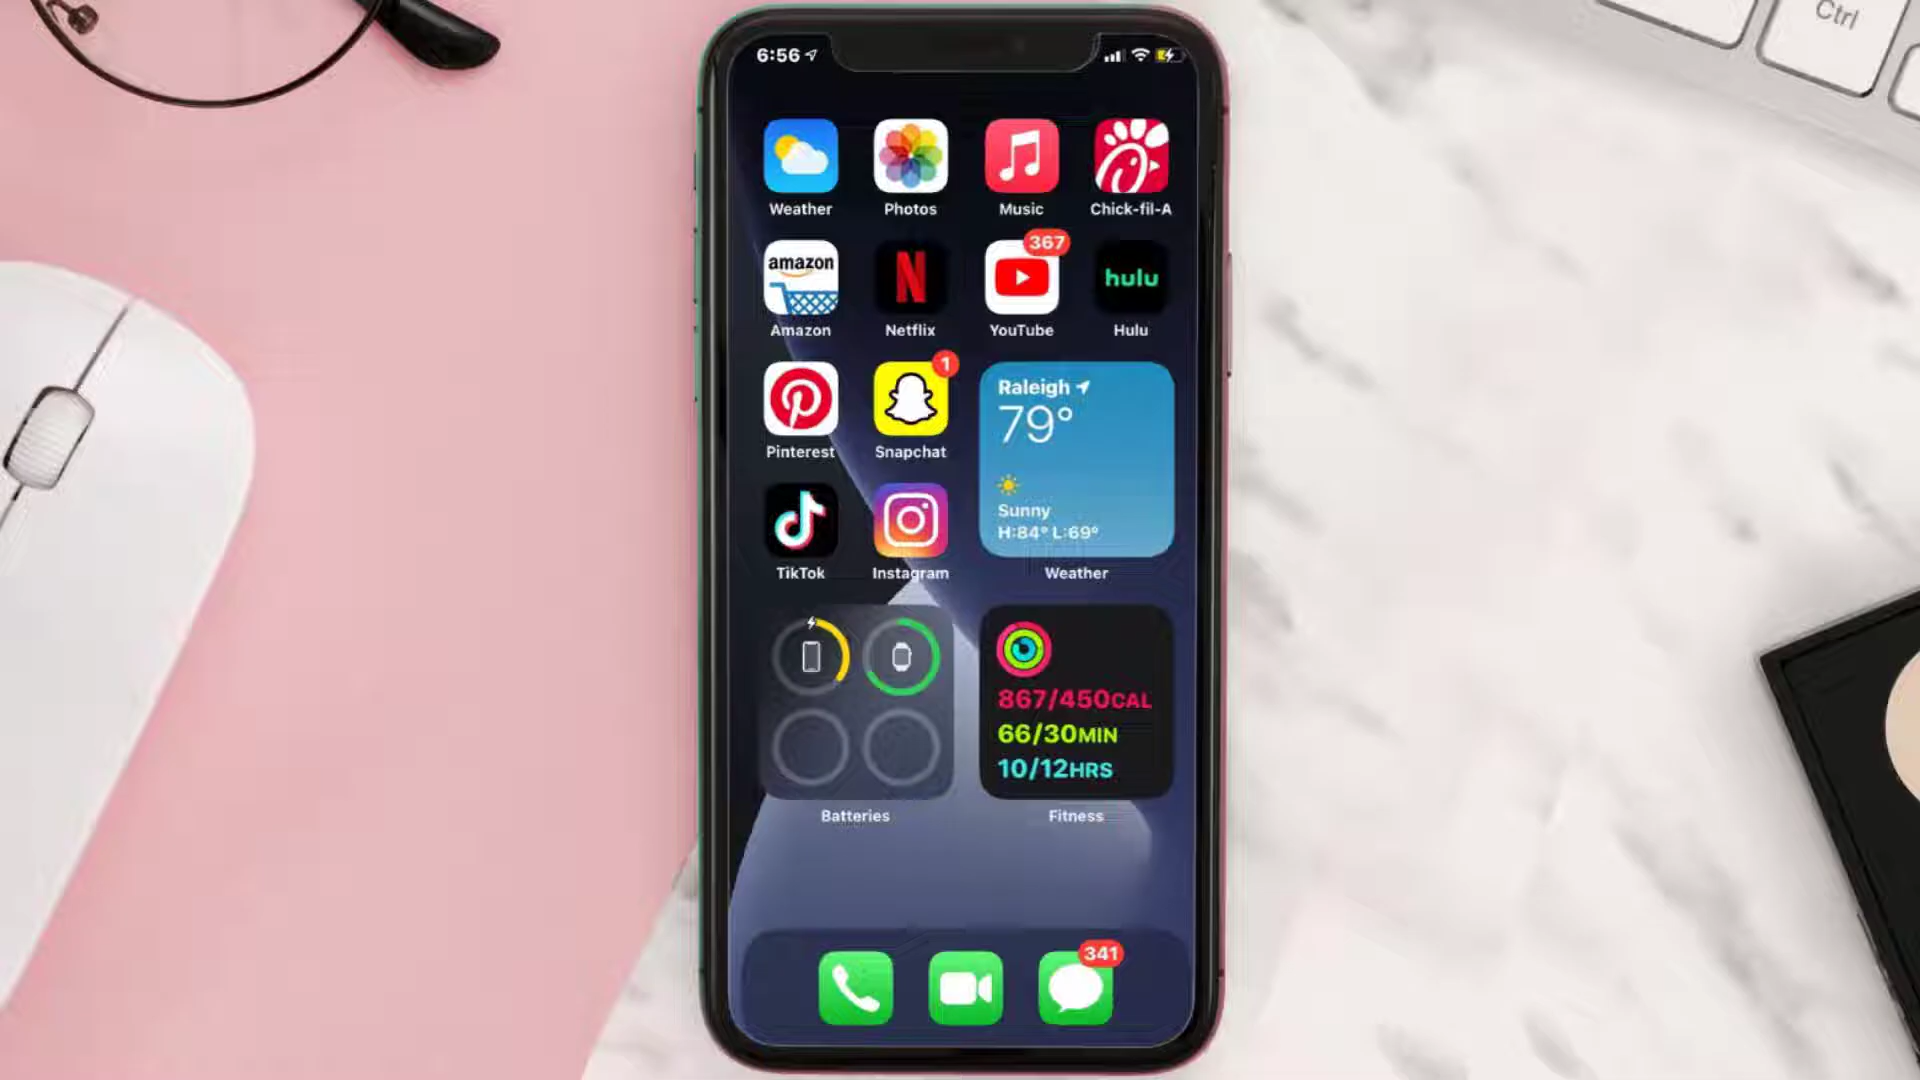 Ctrl
6:56
Weather
Photos
Music
Chick-fil-A
amazon
367
hulu
Amazon
Netflix
YouTube
Hulu
1
Raleigh
79°
Sunny
H:84° L:69°
Pinterest
Snapchat
TikTok
Instagram
Weather
867/450CAL
66/30MIN
10/12HRS
Batteries
Fitness
341